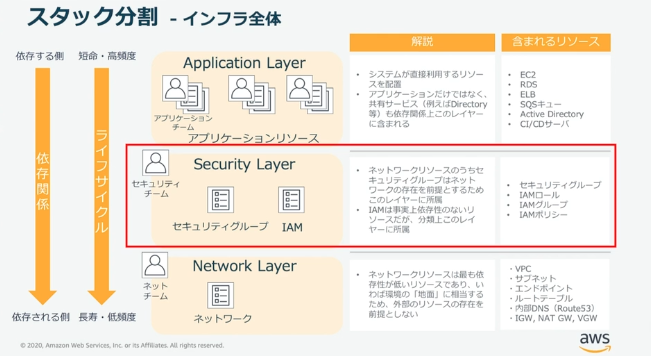 スタック分割 - インフラ全体
依存する側
短命・高頻度
依存関係
ライフサイクル
依存される側
長寿・低頻度
解説
含まれるリソース
Application Layer
アプリケーション
チーム
アプリケーションリソース
• システムが直接利用するリソー
スを配置
• アプリケーションだけではなく、
共有サービス（例えばDirectory
等）も依存関係上このレイヤー
に含まれる
• EC2
• RDS
• ELB
• SQSキュー
• Active Directory
• CI/CDサーバ
Security Layer
セキュリティ
チーム
セキュリティグループ
IAM
• ネットワークリソースのうちセ
キュリティグループはネット
ワークの存在を前提とするため
このレイヤーに所属
• IAMは事実上依存性のないリ
ソースだが、分類上このレイ
ヤーに所属
• セキュリティグループ
• IAMロール
• IAMグループ
• IAMポリシー
Network Layer
ネット
チーム
ネットワーク
• ネットワークリソースは最も依
存性が低いリソースであり、い
わば環境の「地面」に相当するた
め、外部のリソースの存在を
前提としない
・VPC
・サブネット
・エンドポイント
・ルートテーブル
・内部DNS（Route53）
・IGW, NAT GW, VGW
© 2020, Amazon Web Services, Inc. or its Affiliates. All rights reserved.
aws